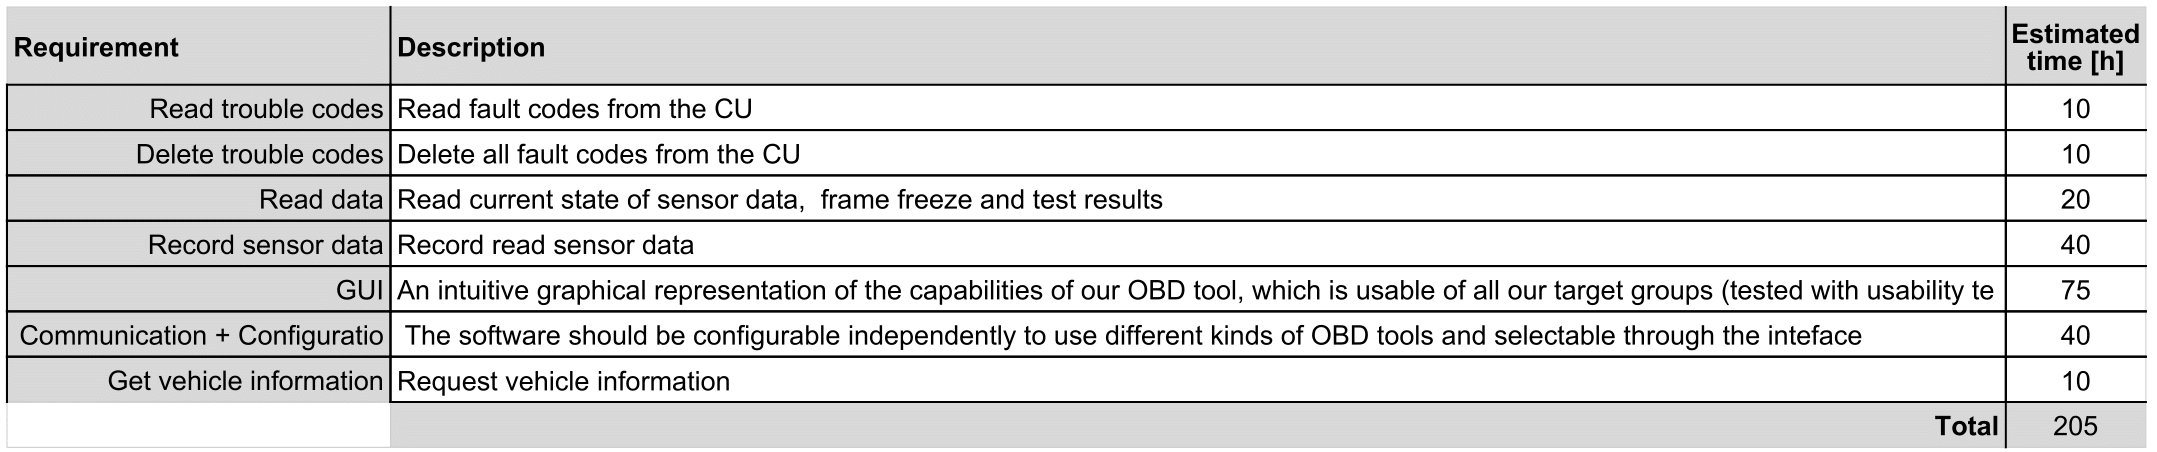 Requirement Description Estimated time [h]
Read trouble codes Read fault codes from the CU 10
Delete trouble codes Delete all fault codes from the CU 10
Read data Read current state of sensor data,  frame freeze and test results 20
Record sensor data Record read sensor data 40
GUI An intuitive graphical representation of the capabilities of our OBD tool, which is usable of all our target groups (tested with usability te 75
Communication + Configuratio The software should be configurable independently to use different kinds of OBD tools and selectable through the inteface 40
Get vehicle information Request vehicle information 10
Total 205